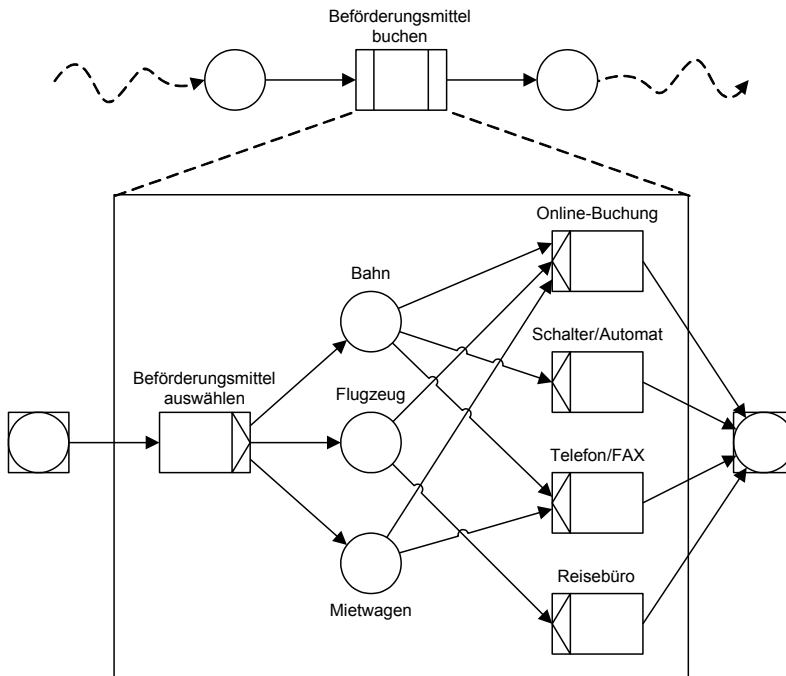 Beförderungsmittel
buchen
Online-Buchung
Bahn
Schalter/Automat
Beförderungsmittel
auswählen
Flugzeug
Telefon/FAX
Reisebüro
Mietwagen